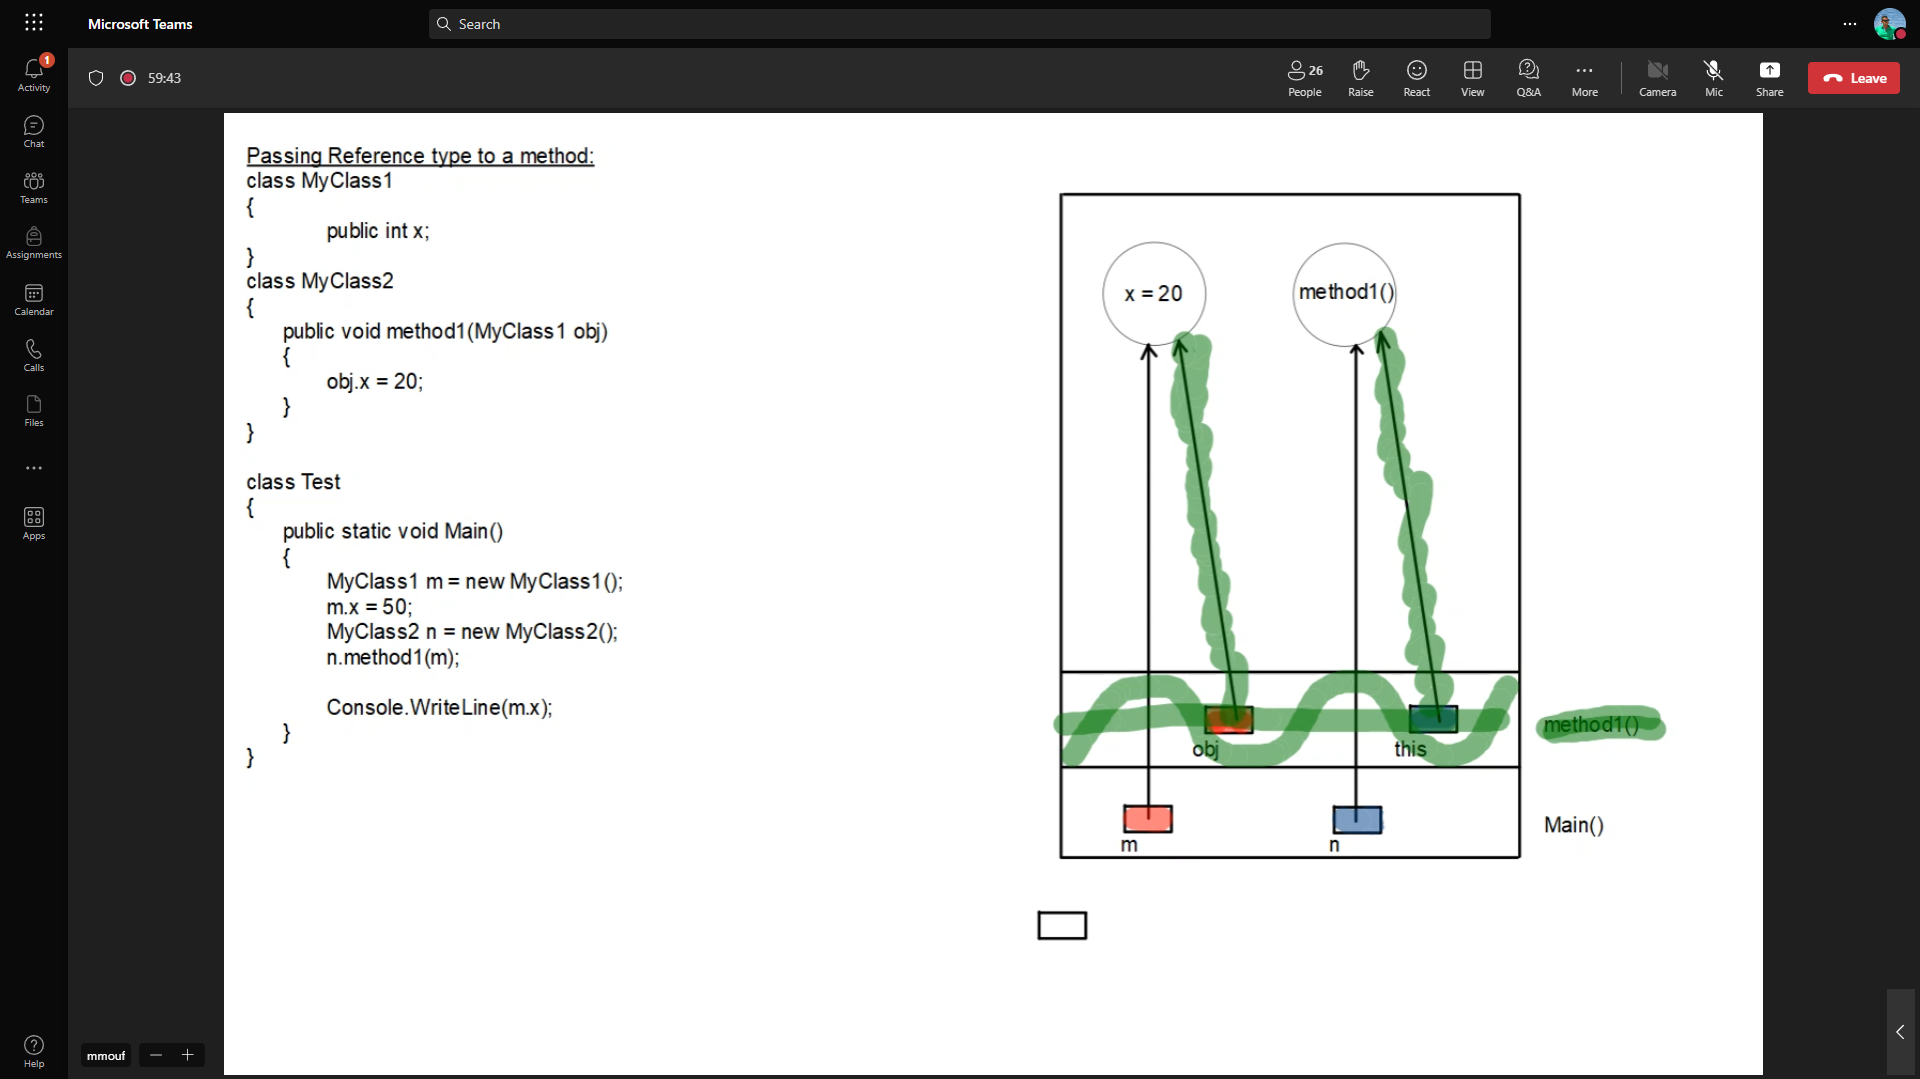 Microsoft Teams
Search
1
Activity
Chat
Teams
Assignments
Calendar
Calls
Files
Apps
Help
59:43
26
People
Raise
React
View
Q&A
More
Camera
Mic
Share
Leave
Passing Reference type to a method:
class MyClass1
{
public int x;
}
class MyClass2
{
public void method1(MyClass1 obj)
{
obj.x = 20;
}
}
class Test
{
public static void Main()
{
MyClass1 m = new MyClass1();
m.x = 50;
MyClass2 n = new MyClass2();
n.method1(m);
Console.WriteLine(m.x);
}
}
x = 20
method1()
obj
this
method1()
m
n
Main()
mmouf